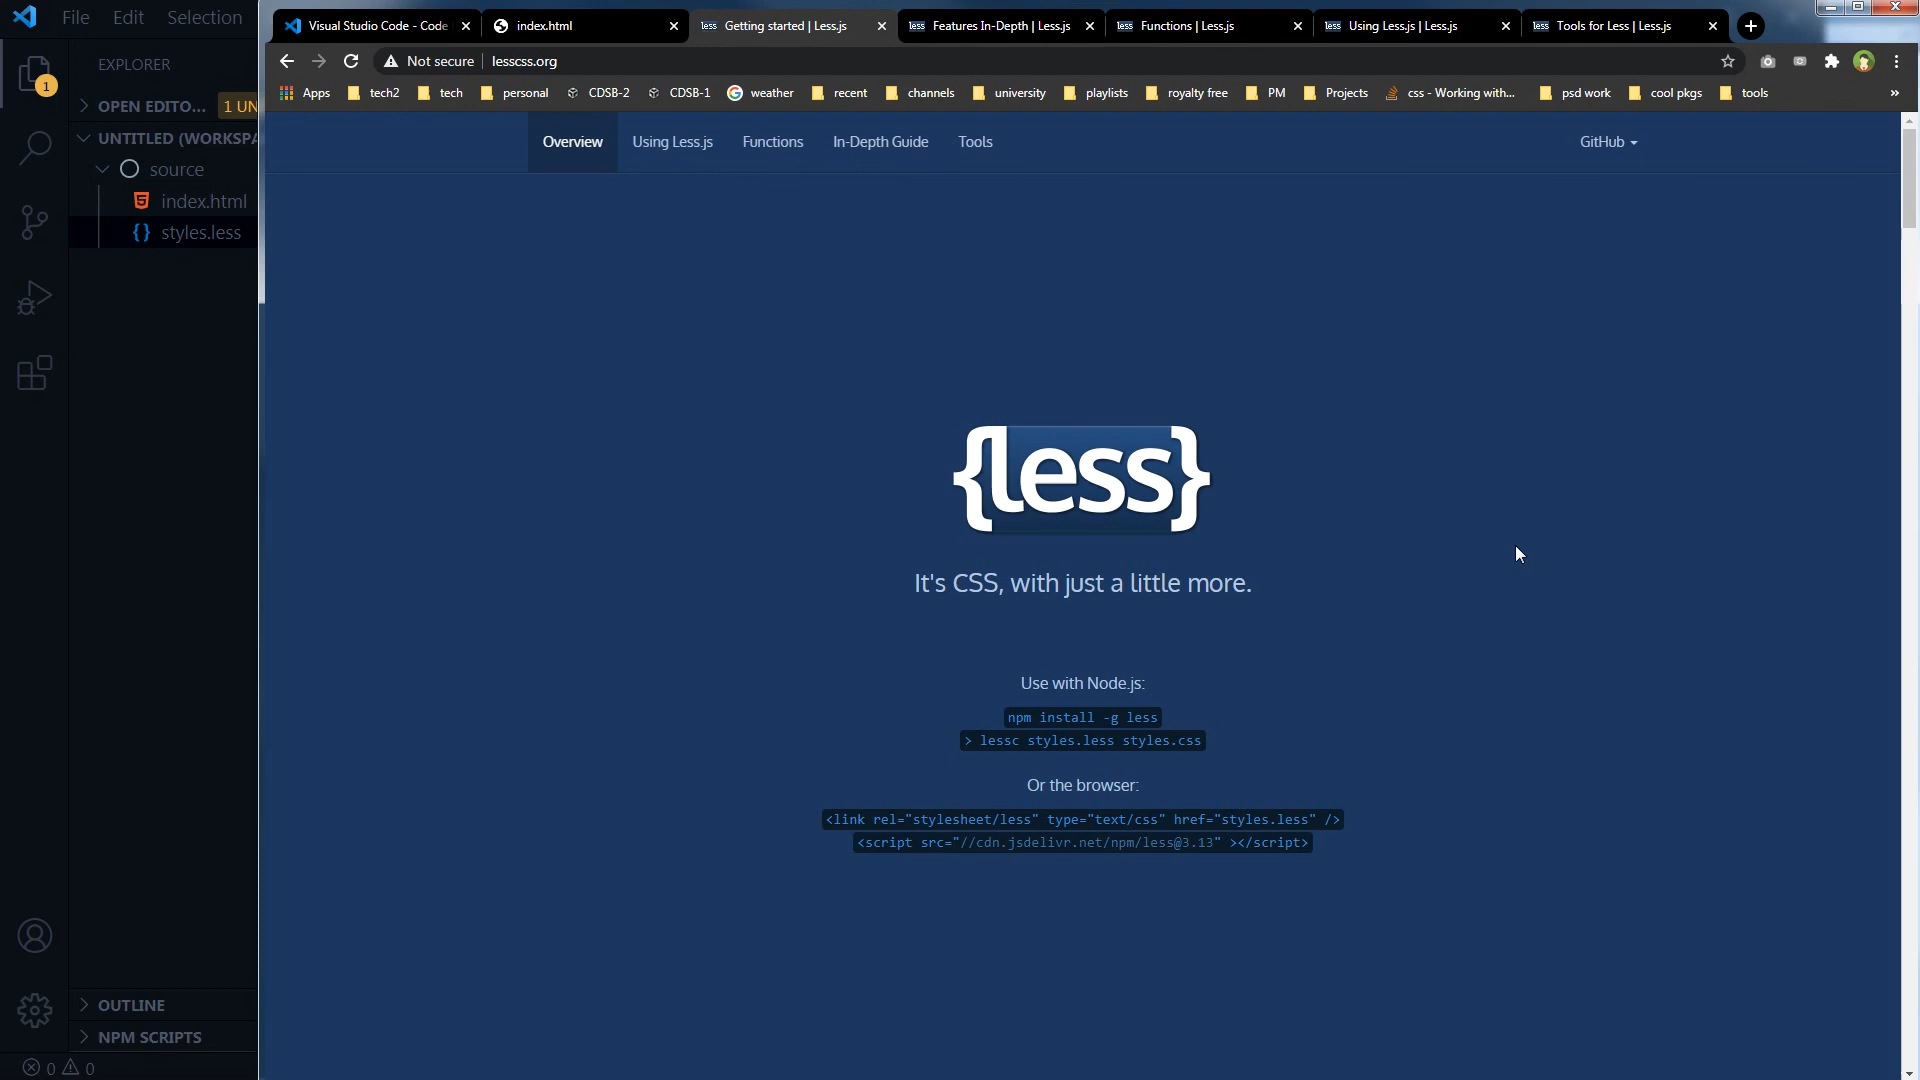 File
Edit
Selection
EXPLORER
1
OPEN EDITO...
1 UN
UNTITLED (WORKSPA
source
index.html
styles.less
OUTLINE
NPM SCRIPTS
0
0
Visual Studio Code - Code
index.html
Getting started | Less.js
Features In-Depth | Less.js
Functions | Less.js
Using Less.js | Less.js
Tools for Less | Less.js
Not secure
lesscss.org
Apps
tech2
tech
personal
CDSB-2
CDSB-1
weather
recent
channels
university
playlists
royalty free
PM
Projects
css - Working with...
psd work
cool pkgs
tools
»
Overview
Using Less.js
Functions
In-Depth Guide
Tools
GitHub
{less}
It's CSS, with just a little more.
Use with Node.js:
npm install -g less
> lessc styles.less styles.css
Or the browser:
<link rel="stylesheet/less" type="text/css" href="styles.less" />
<script src="//cdn.jsdelivr.net/npm/less@3.13" ></script>